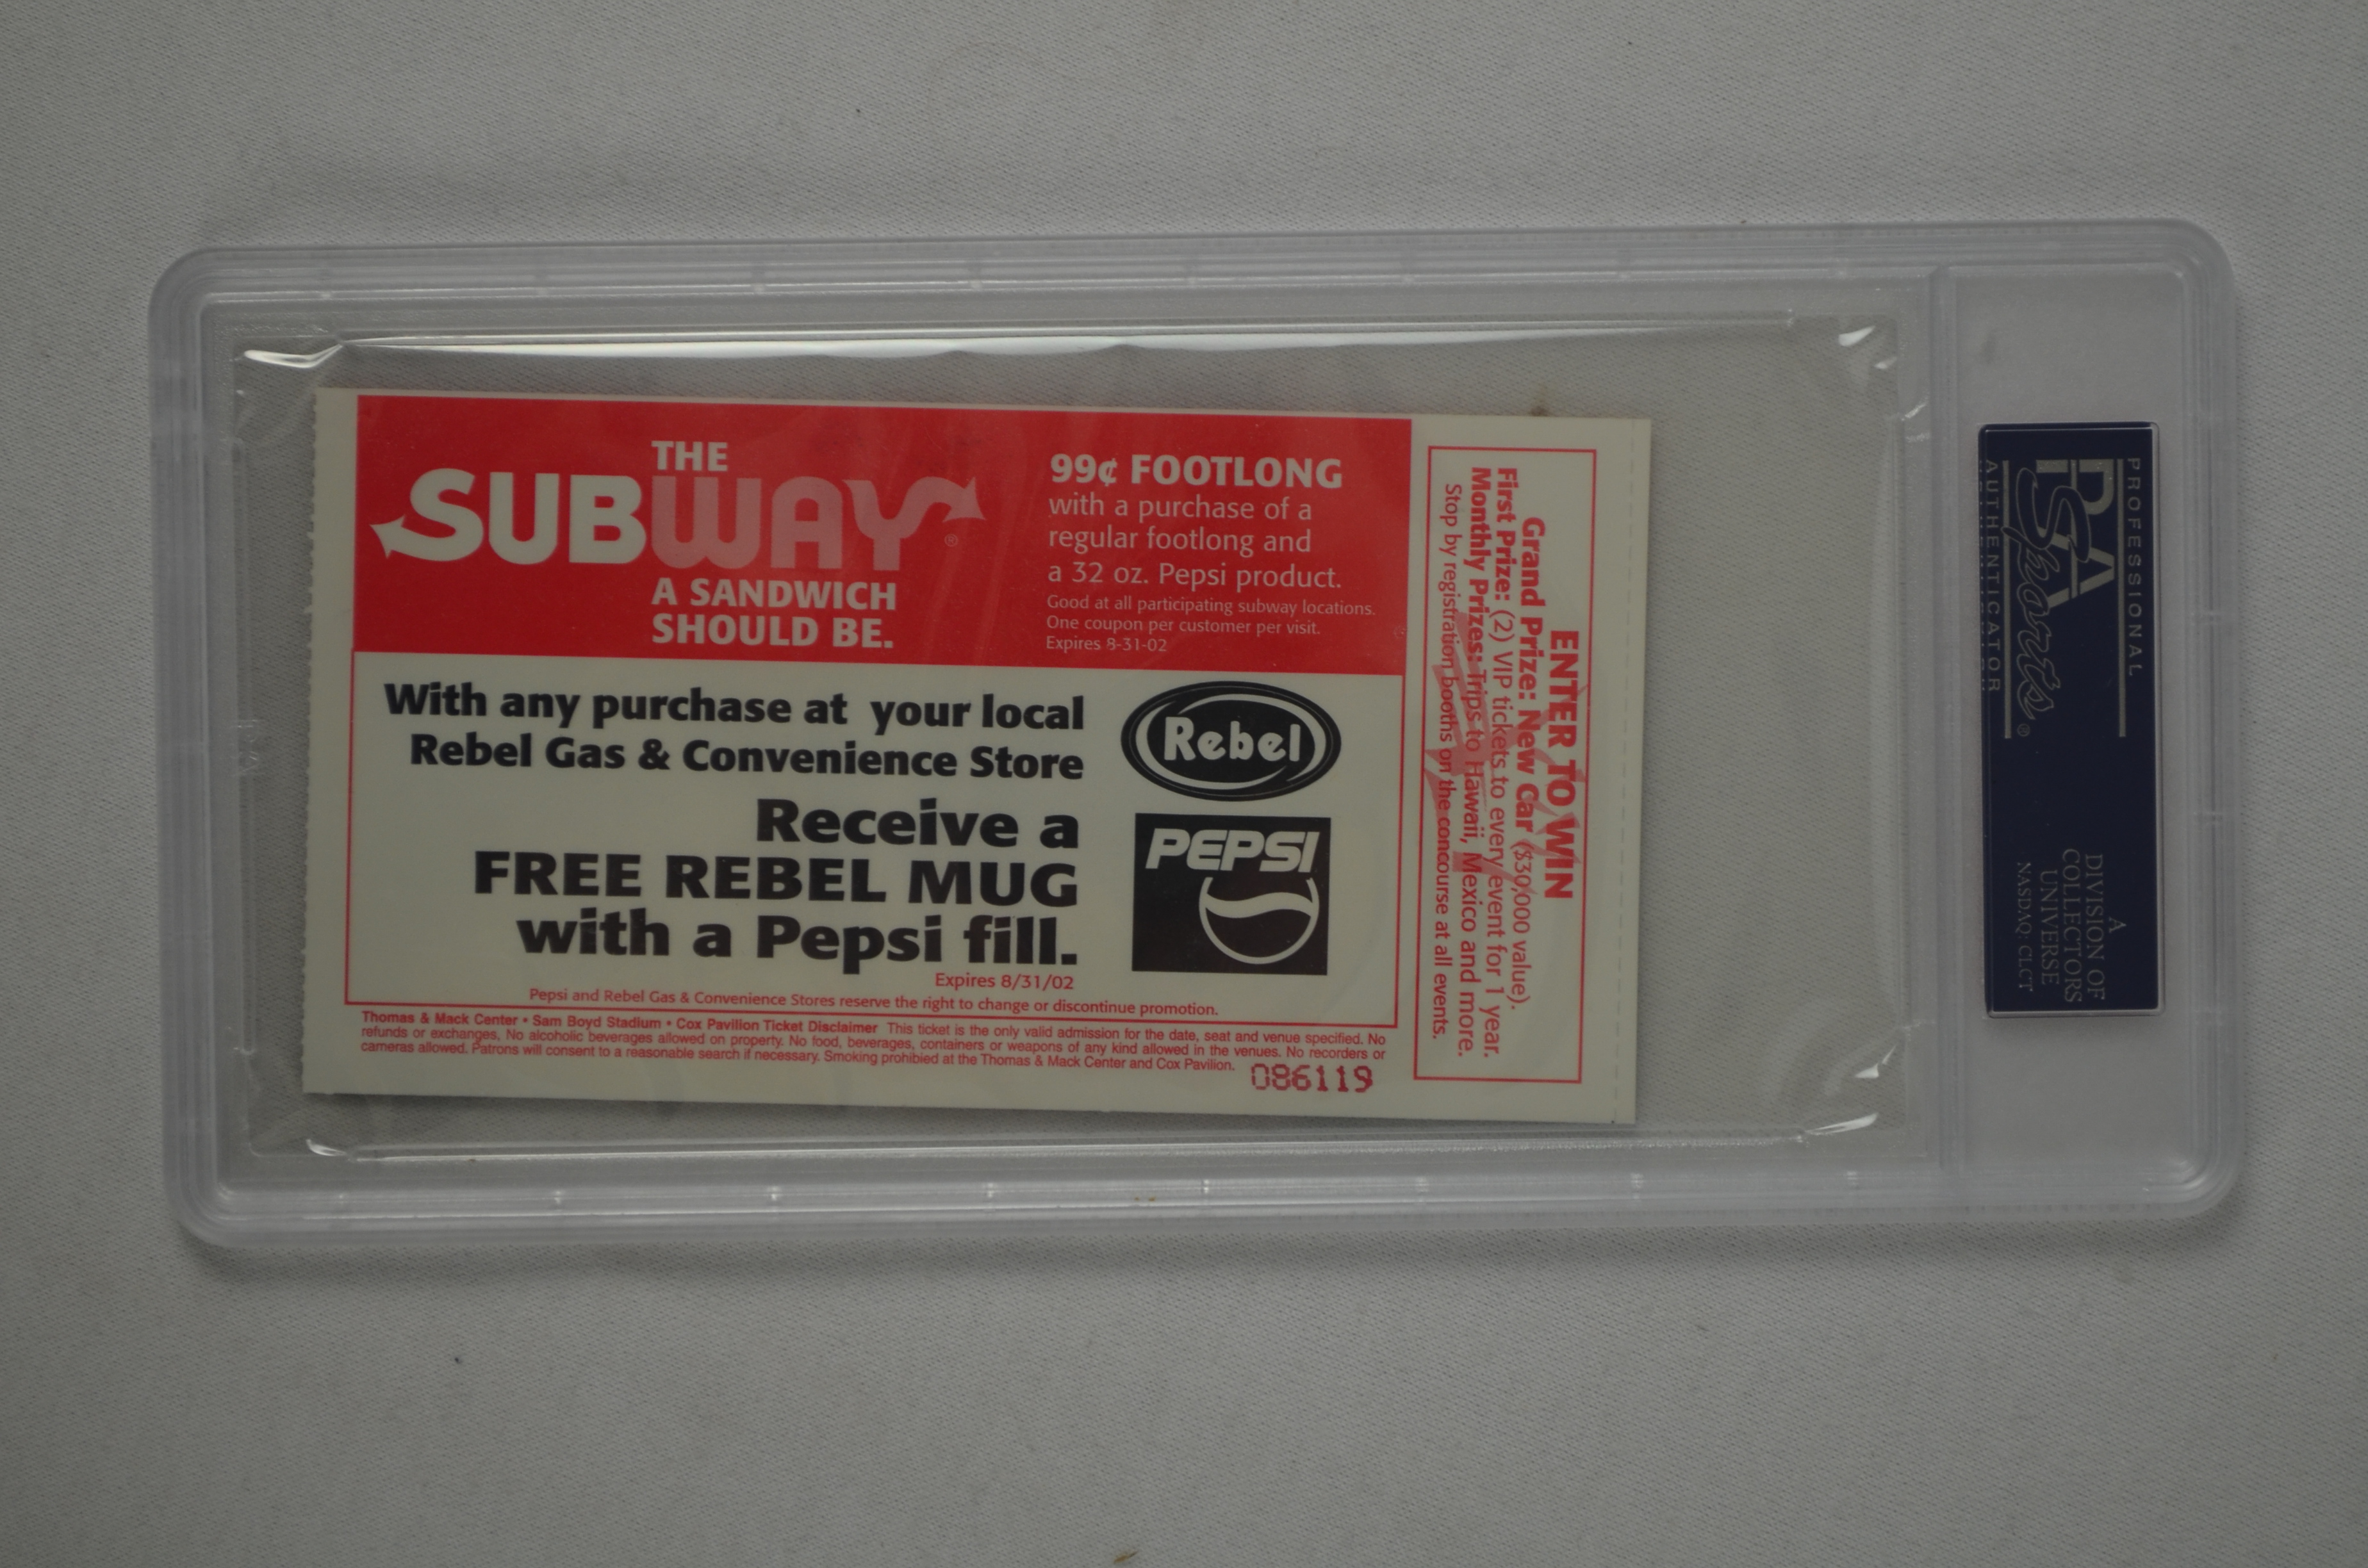 THE
SUBWAY®
A SANDWICH
SHOULD BE.
99¢ FOOTLONG
with a purchase of a
regular footlong and
a 32 oz. Pepsi product.
Good at all participating subway locations.
One coupon per customer per visit.
Expires 8-31-02
With any purchase at your local
Rebel Gas & Convenience Store
Receive a
FREE REBEL MUG
with a Pepsi fill.
Rebel
PEPSI
Expires 8/31/02
Pepsi and Rebel Gas & Convenience Stores reserve the right to change or discontinue promotion.
Thomas & Mack Center • Sam Boyd Stadium • Cox Pavilion Ticket Disclaimer This ticket is the only valid admission for the date, seat and venue specified. No
refunds or exchanges, No alcoholic beverages allowed on property. No food, beverages, containers or weapons of any kind allowed in the venues. No recorders or
cameras allowed. Patrons will consent to a reasonable search if necessary. Smoking prohibied at the Thomas & Mack Center and Cox Pavilion.
086119
ENTER TO WIN
Grand Prize: New Car ($30,000 value).
First Prize: (2) VIP tickets to every event for 1 year.
Monthly Prizes: Trips to Hawaii, Mexico and more.
Stop by registration booths on the concourse at all events.
PROFESSIONAL
PSA
Sports®
AUTHENTICATOR
A
DIVISION OF
COLLECTORS
UNIVERSE
NASDAQ: CLCT